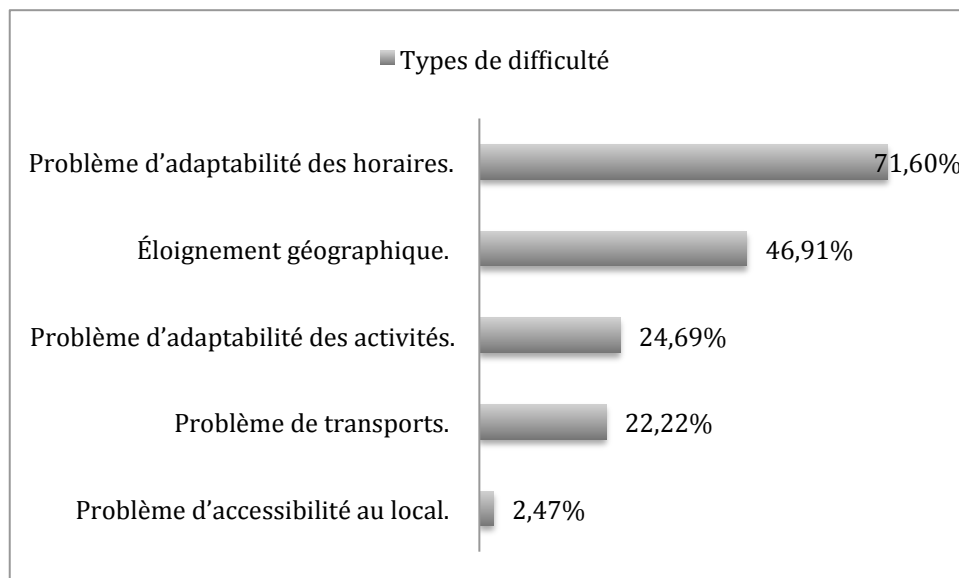 Types de difficulté
Problème d’adaptabilité des horaires. 71,60%
Éloignement géographique. 46,91%
Problème d’adaptabilité des activités. 24,69%
Problème de transports. 22,22%
Problème d’accessibilité au local. 2,47%